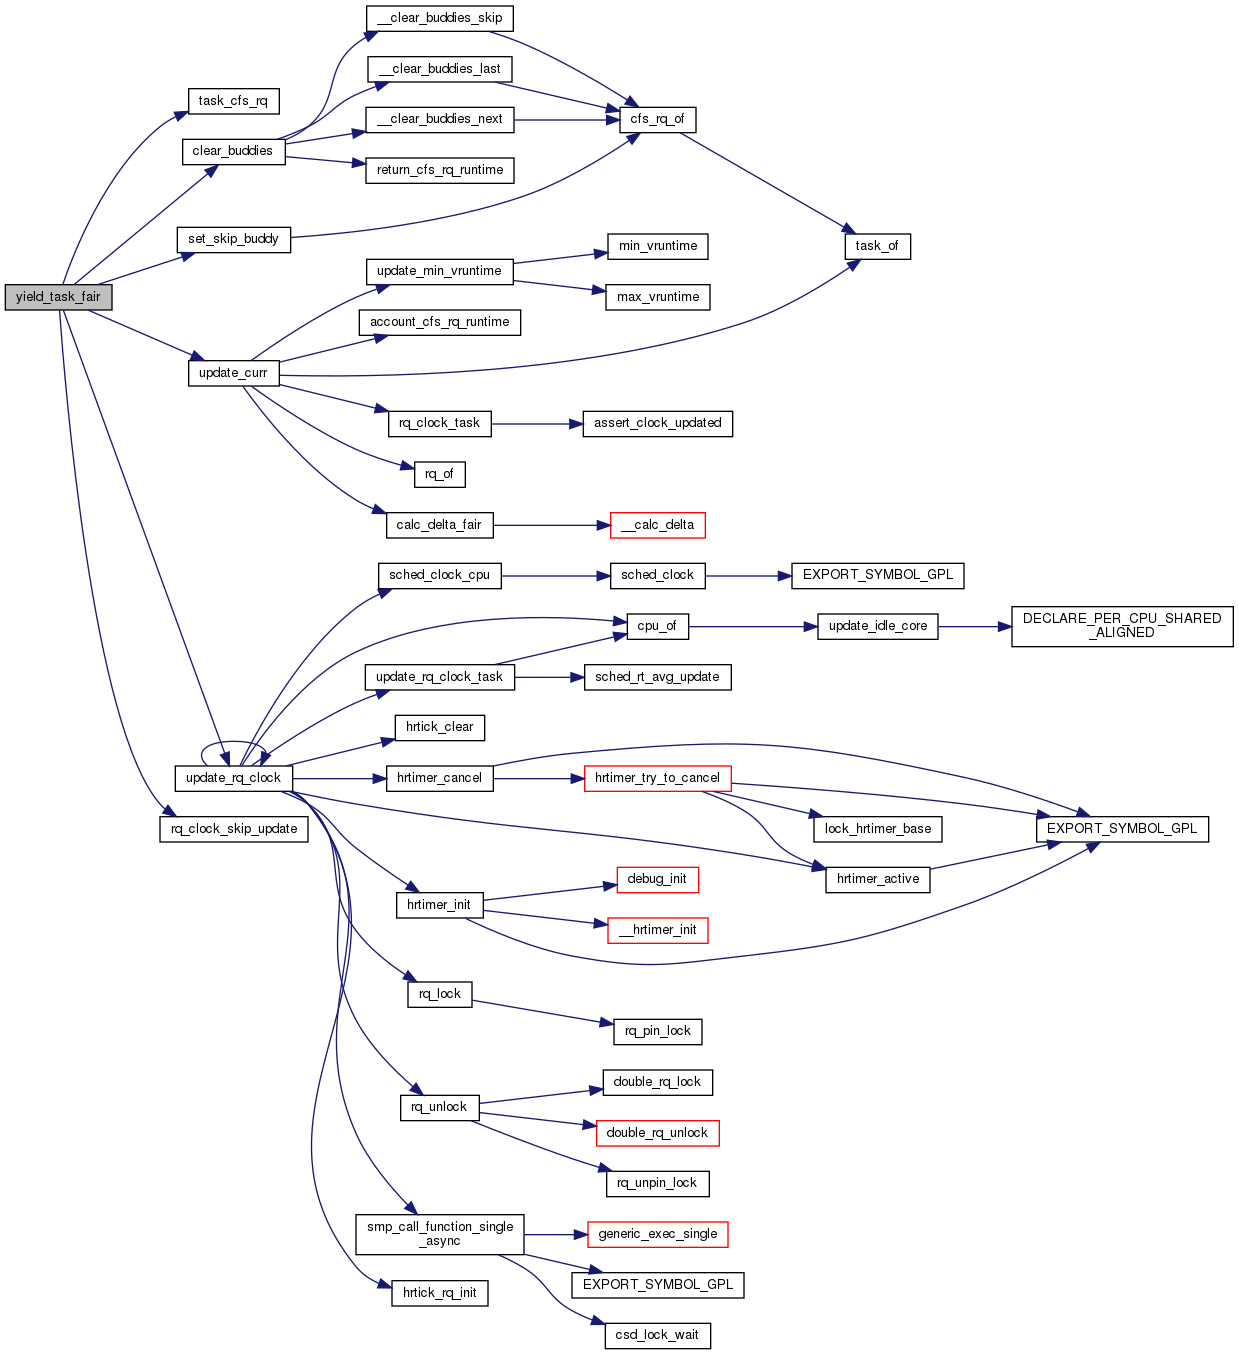 __clear_buddies_skip
__clear_buddies_last
task_cfs_rq
__clear_buddies_next
cfs_rq_of
clear_buddies
return_cfs_rq_runtime
set_skip_buddy
min_vruntime
task_of
update_min_vruntime
yield_task_fair
max_vruntime
account_cfs_rq_runtime
update_curr
rq_clock_task
assert_clock_updated
rq_of
calc_delta_fair
__calc_delta
sched_clock_cpu
sched_clock
EXPORT_SYMBOL_GPL
cpu_of
update_idle_core
DECLARE_PER_CPU_SHARED
_ALIGNED
update_rq_clock_task
sched_rt_avg_update
hrtick_clear
update_rq_clock
hrtimer_cancel
hrtimer_try_to_cancel
rq_clock_skip_update
lock_hrtimer_base
EXPORT_SYMBOL_GPL
hrtimer_active
debug_init
hrtimer_init
__hrtimer_init
rq_lock
rq_pin_lock
double_rq_lock
rq_unlock
double_rq_unlock
rq_unpin_lock
smp_call_function_single
_async
generic_exec_single
EXPORT_SYMBOL_GPL
hrtick_rq_init
csd_lock_wait